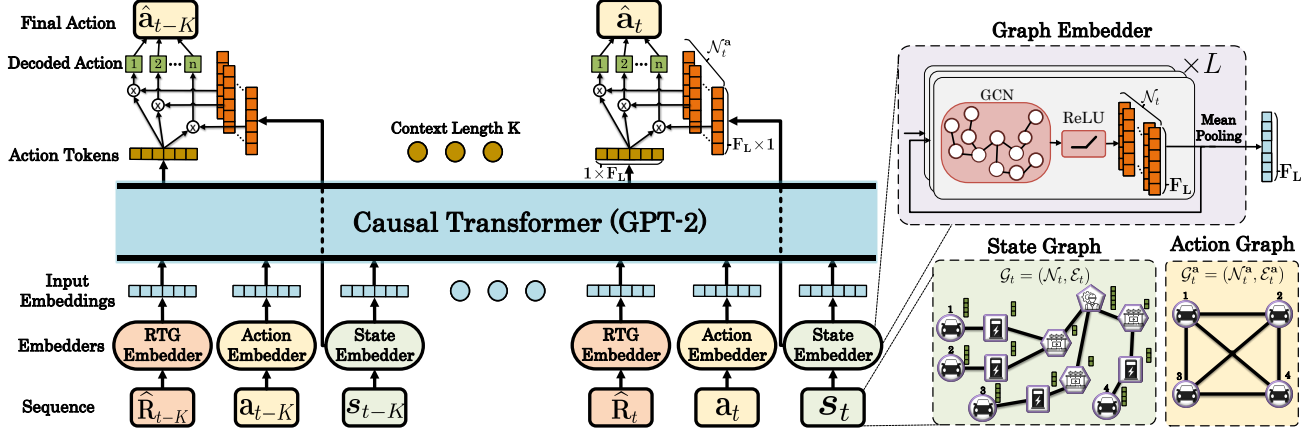 Final Action
â_{t−K}
â_t
Decoded Action
1 2 ... n
1 2 ... n
𝒩_t^a
x x x
x x x
Action Tokens
Context Length K
1×F_L
F_L×1
Causal Transformer (GPT-2)
Input
Embeddings
Embedders
RTG
Embedder
Action
Embedder
State
Embedder
RTG
Embedder
Action
Embedder
State
Embedder
Sequence
R̂_{t−K}
a_{t−K}
s_{t−K}
R̂_t
a_t
s_t
Graph Embedder
×L
GCN
ReLU
𝒩_t
F_L
Mean
Pooling
F_L
State Graph
𝒢_t = (𝒩_t, ℰ_t)
1
2
3
4
Action Graph
𝒢_t^a = (𝒩_t^a, ℰ_t^a)
1 2
3 4